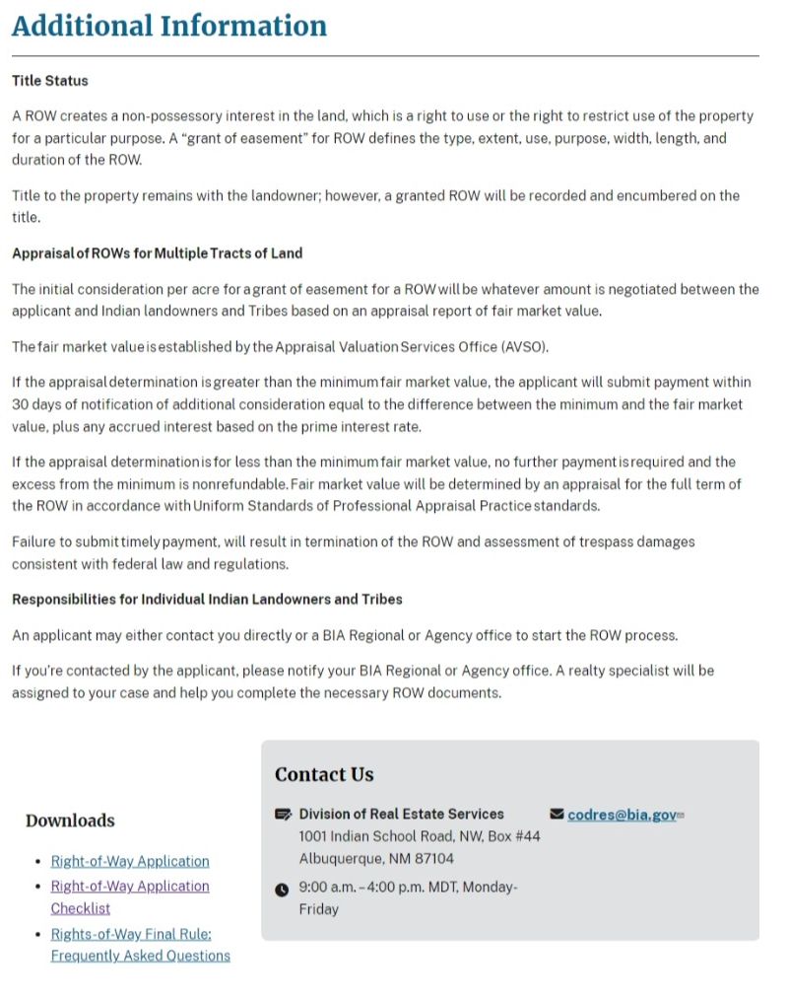 Additional Information
Title Status
A ROW creates a non-possessory interest in the land, which is a right to use or the right to restrict use of the property
for a particular purpose. A “grant of easement” for ROW defines the type, extent, use, purpose, width, length, and
duration of the ROW.
Title to the property remains with the landowner; however, a granted ROW will be recorded and encumbered on the
title.
Appraisal of ROWs for Multiple Tracts of Land
The initial consideration per acre for a grant of easement for a ROW will be whatever amount is negotiated between the
applicant and Indian landowners and Tribes based on an appraisal report of fair market value.
The fair market value is established by the Appraisal Valuation Services Office (AVSO).
If the appraisal determination is greater than the minimum fair market value, the applicant will submit payment within
30 days of notification of additional consideration equal to the difference between the minimum and the fair market
value, plus any accrued interest based on the prime interest rate.
If the appraisal determination is for less than the minimum fair market value, no further payment is required and the
excess from the minimum is nonrefundable. Fair market value will be determined by an appraisal for the full term of
the ROW in accordance with Uniform Standards of Professional Appraisal Practice standards.
Failure to submit timely payment, will result in termination of the ROW and assessment of trespass damages
consistent with federal law and regulations.
Responsibilities for Individual Indian Landowners and Tribes
An applicant may either contact you directly or a BIA Regional or Agency office to start the ROW process.
If you’re contacted by the applicant, please notify your BIA Regional or Agency office. A realty specialist will be
assigned to your case and help you complete the necessary ROW documents.
Downloads
• Right-of-Way Application
• Right-of-Way Application
Checklist
• Rights-of-Way Final Rule:
Frequently Asked Questions
Contact Us
Division of Real Estate Services
1001 Indian School Road, NW, Box #44
Albuquerque, NM 87104
9:00 a.m. – 4:00 p.m. MDT, Monday-
Friday
codres@bia.gov